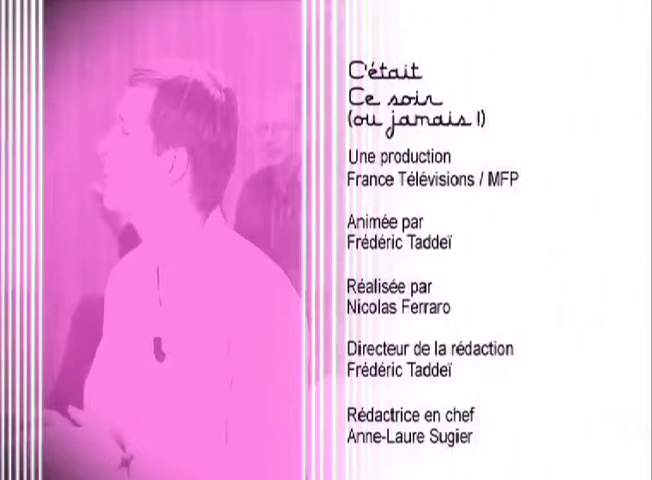 C'était
Ce soir
(ou jamais !)
Une production
France Télévisions / MFP
Animée par
Frédéric Taddeï
Réalisée par
Nicolas Ferraro
Directeur de la rédaction
Frédéric Taddeï
Rédactrice en chef
Anne-Laure Sugier